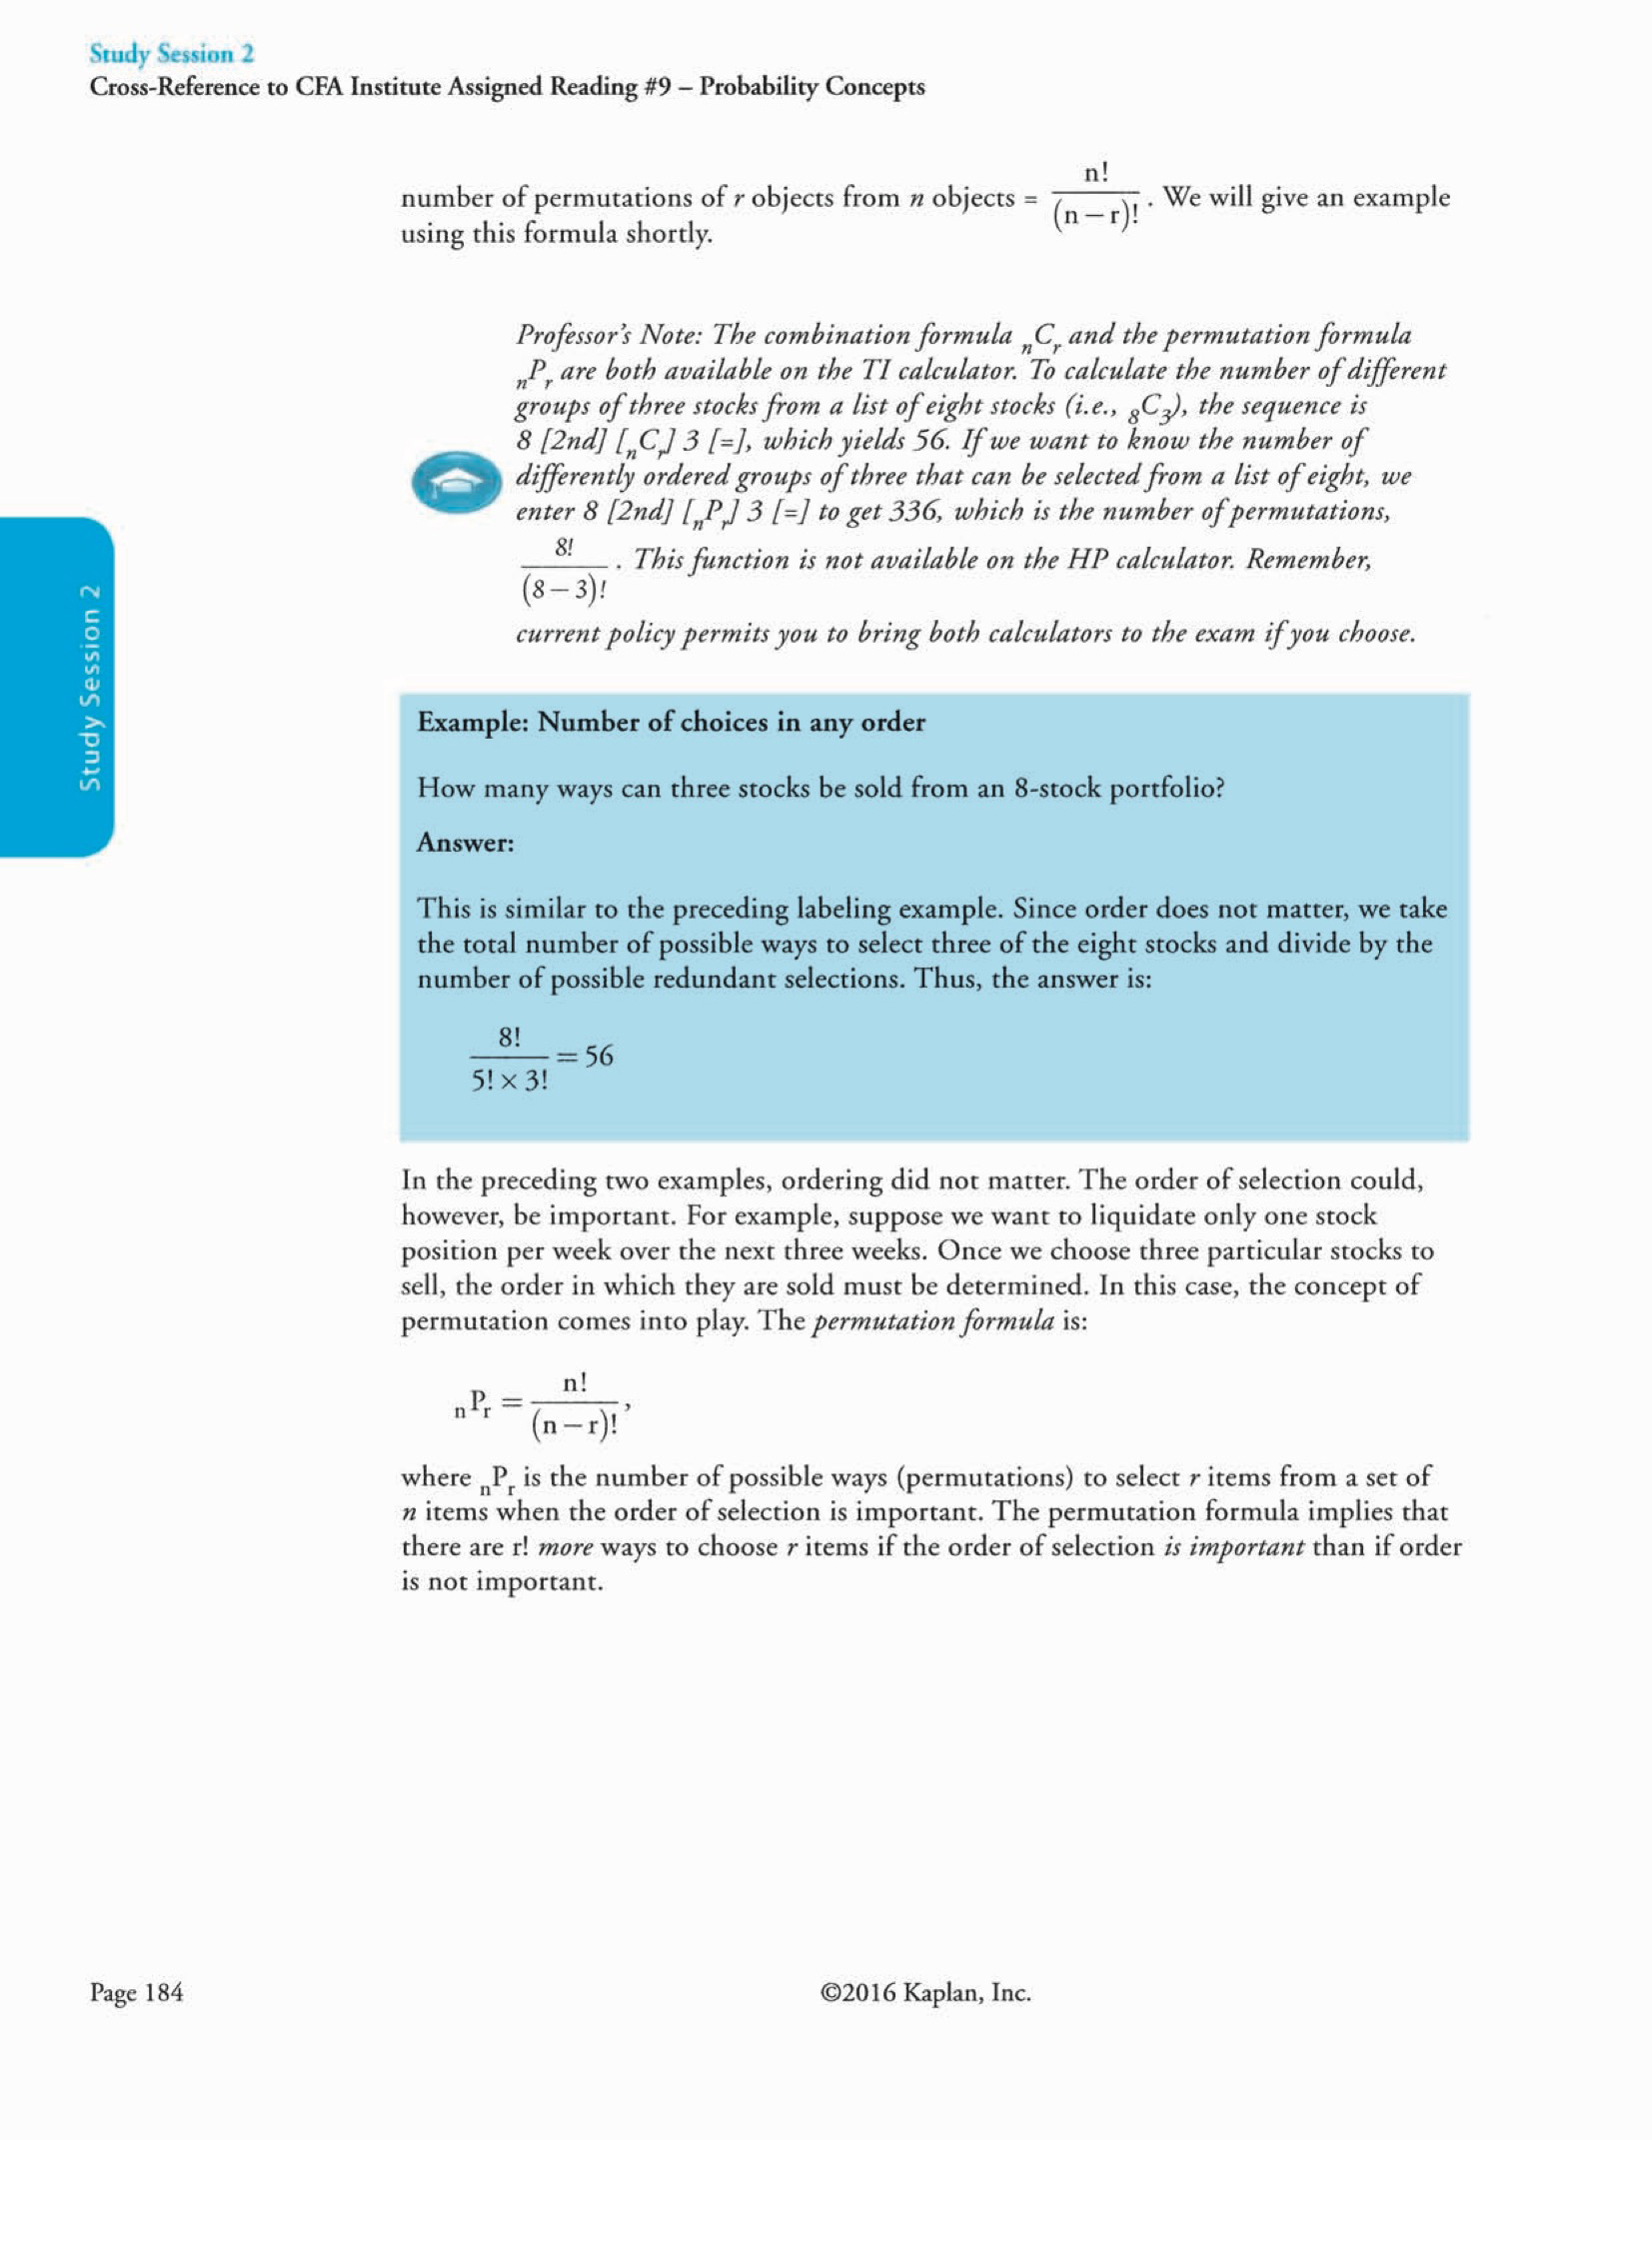 Study Session 2
Cross-Reference to CFA Institute Assigned Reading #9 – Probability Concepts
number of permutations of r objects from n objects = n! / (n – r)! . We will give an example
using this formula shortly.
Professor's Note: The combination formula nCr and the permutation formula
nPr are both available on the TI calculator. To calculate the number of different
groups of three stocks from a list of eight stocks (i.e., 8C3), the sequence is
8 [2nd] [nCr] 3 [=], which yields 56. If we want to know the number of
differently ordered groups of three that can be selected from a list of eight, we
enter 8 [2nd] [nPr] 3 [=] to get 336, which is the number of permutations,
8! / (8 – 3)! . This function is not available on the HP calculator. Remember,
current policy permits you to bring both calculators to the exam if you choose.
Study Session 2
Example: Number of choices in any order
How many ways can three stocks be sold from an 8-stock portfolio?
Answer:
This is similar to the preceding labeling example. Since order does not matter, we take
the total number of possible ways to select three of the eight stocks and divide by the
number of possible redundant selections. Thus, the answer is:
8! / 5! × 3! = 56
In the preceding two examples, ordering did not matter. The order of selection could,
however, be important. For example, suppose we want to liquidate only one stock
position per week over the next three weeks. Once we choose three particular stocks to
sell, the order in which they are sold must be determined. In this case, the concept of
permutation comes into play. The permutation formula is:
nPr = n! / (n – r)! ,
where nPr is the number of possible ways (permutations) to select r items from a set of
n items when the order of selection is important. The permutation formula implies that
there are r! more ways to choose r items if the order of selection is important than if order
is not important.
Page 184
©2016 Kaplan, Inc.